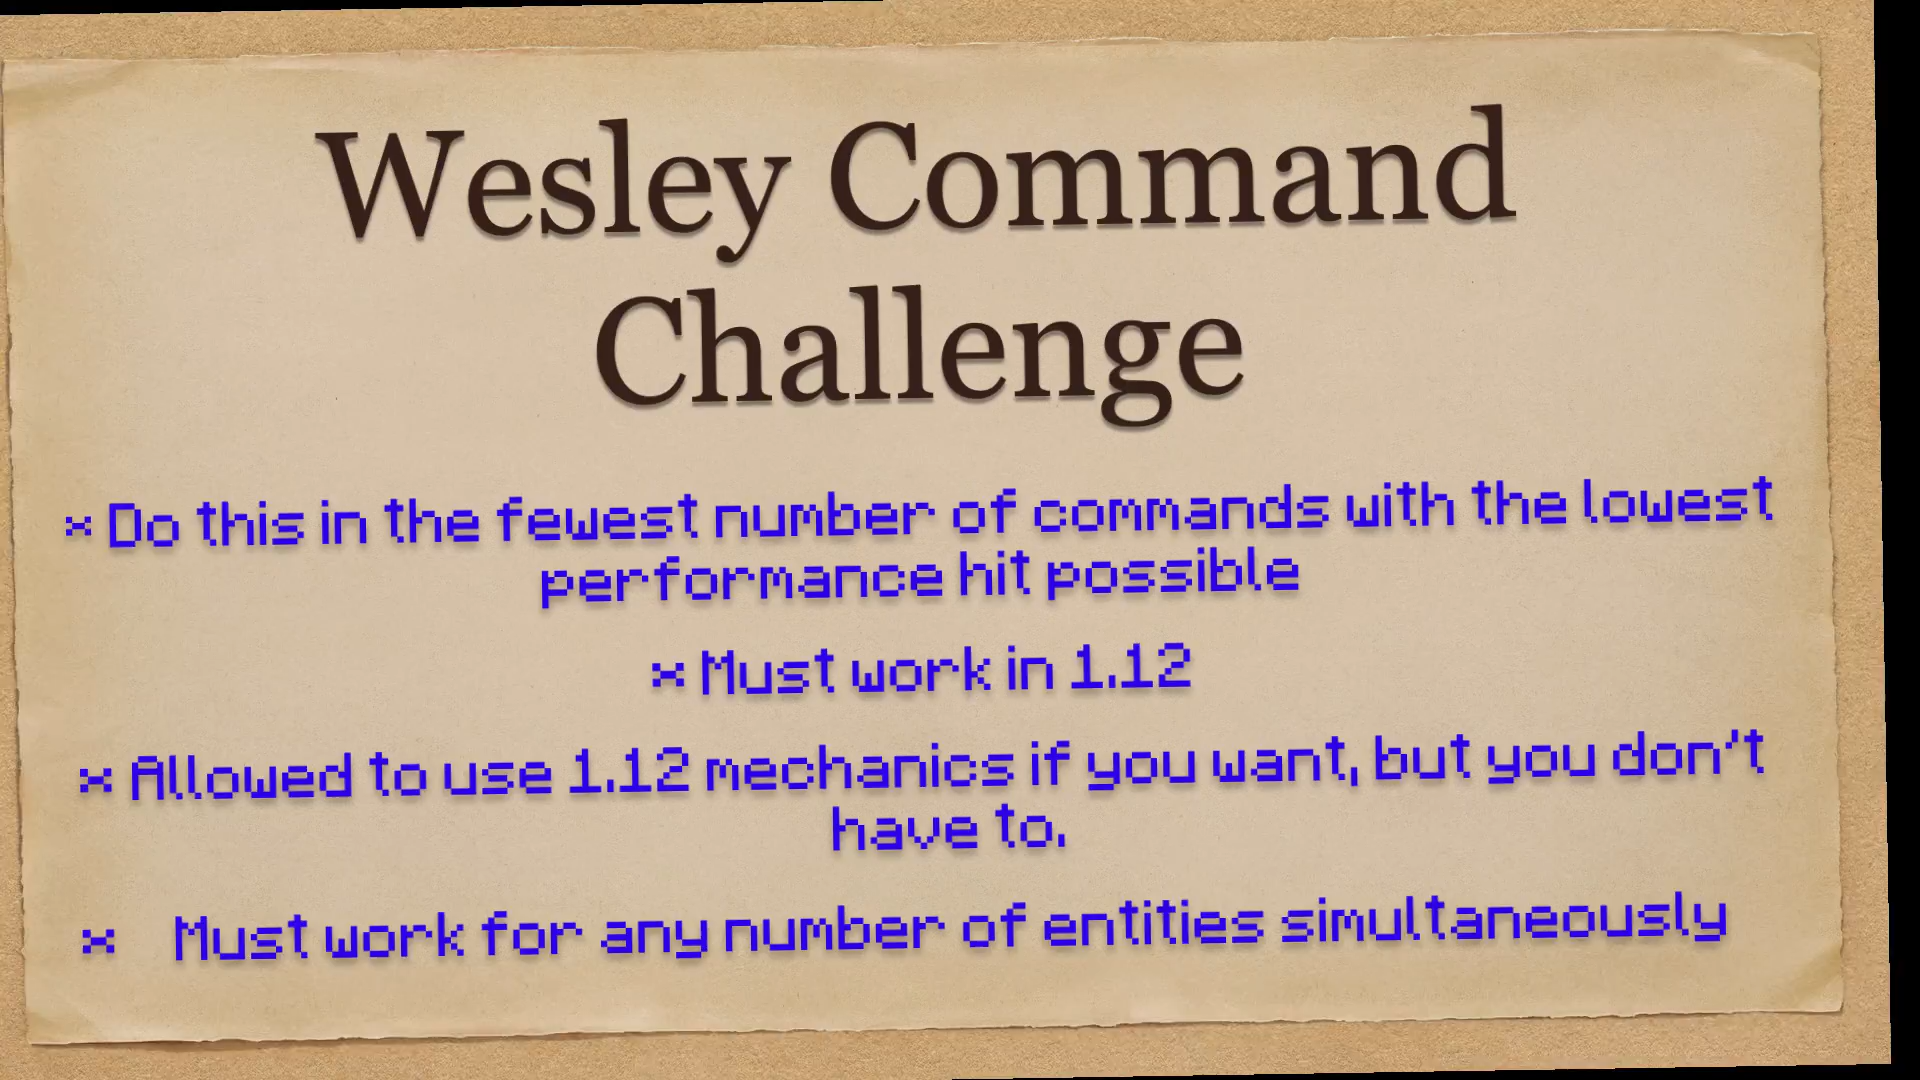 Wesley Command
Challenge
× Do this in the fewest number of commands with the lowest
performance hit possible
× Must work in 1.12
× Allowed to use 1.12 mechanics if you want, but you don't
have to.
× Must work for any number of entities simultaneously